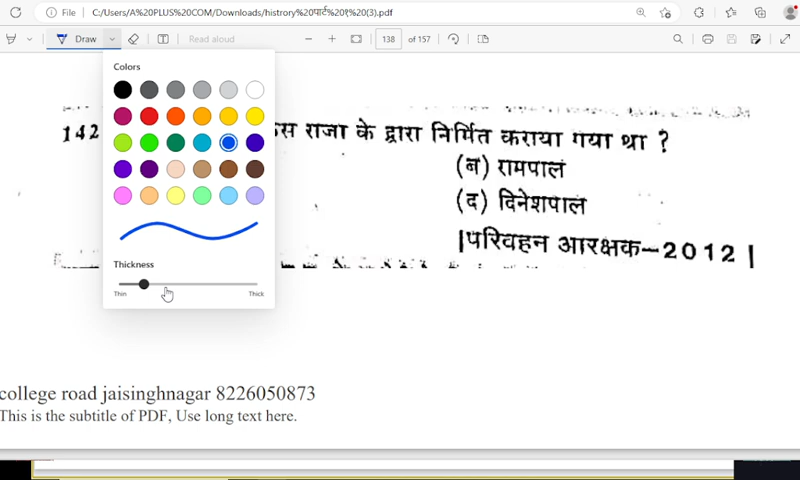 File C:/Users/A%20PLUS%20COM/Downloads/histrory%20पार्ट%20१%20(3).pdf
Draw Read aloud 138 of 157
Colors
142 राजा के द्वारा निर्मित कराया गया था ?
(ब) रामपाल
(द) दिनेशपाल
|परिवहन आरक्षक–2012|
Thickness
Thin Thick
college road jaisinghnagar 8226050873
This is the subtitle of PDF, Use long text here.